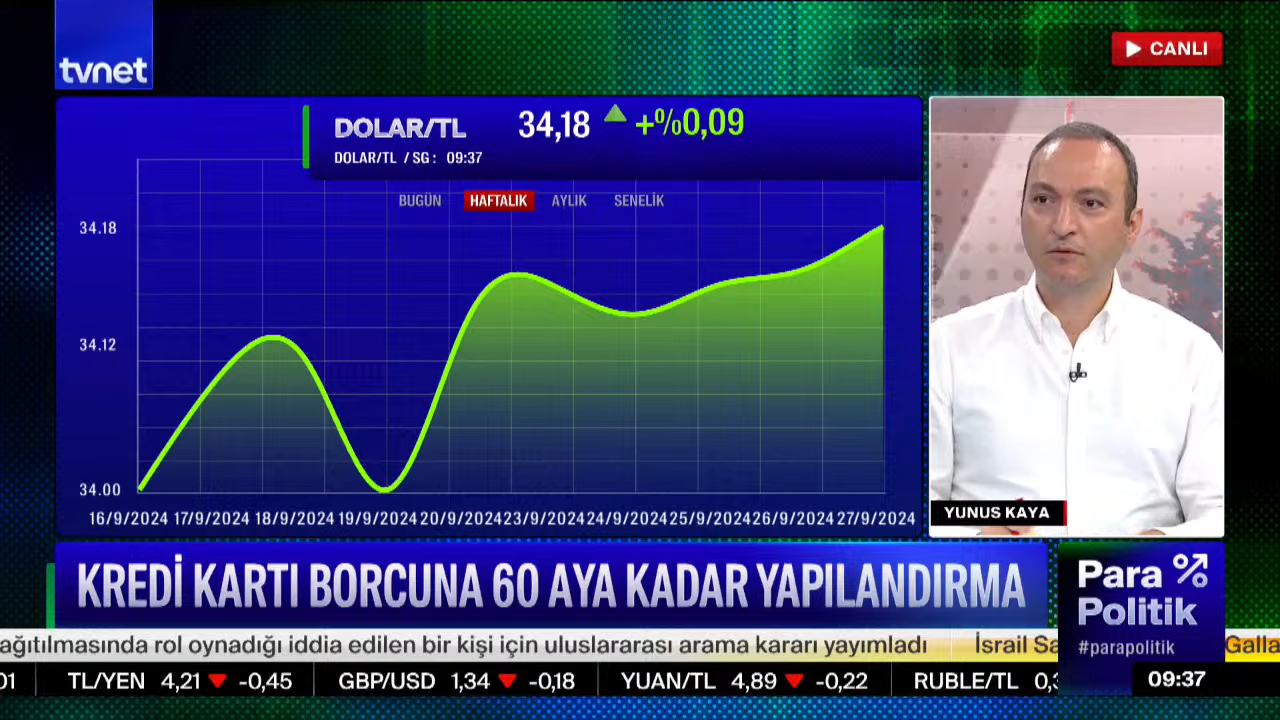 tvnet
CANLI
DOLAR/TL 34,18 +%0,09
DOLAR/TL / SG : 09:37
BUGÜN HAFTALIK AYLIK SENELİK
34.18
34.12
34.00
16/9/2024 17/9/2024 18/9/2024 19/9/2024 20/9/2024 23/9/2024 24/9/2024 25/9/2024 26/9/2024 27/9/2024
YUNUS KAYA
KREDİ KARTI BORCUNA 60 AYA KADAR YAPILANDIRMA
Para %
Politik
#parapolitik
ağıtılmasında rol oynadığı iddia edilen bir kişi için uluslararası arama kararı yayımladı İsrail Sa Galla
01 TL/YEN 4,21 -0,45 GBP/USD 1,34 -0,18 YUAN/TL 4,89 -0,22 RUBLE/TL 0,3 09:37